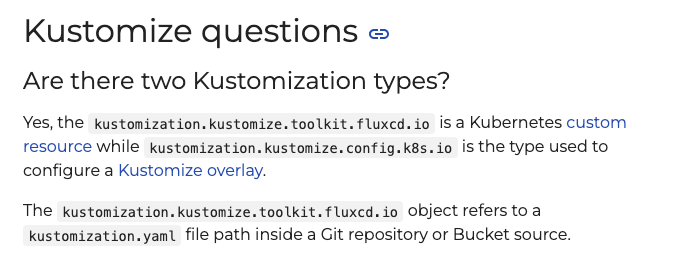 Kustomize questions
Are there two Kustomization types?
Yes, the kustomization.kustomize.toolkit.fluxcd.io is a Kubernetes custom
resource while kustomization.kustomize.config.k8s.io is the type used to
configure a Kustomize overlay.
The kustomization.kustomize.toolkit.fluxcd.io object refers to a
kustomization.yaml file path inside a Git repository or Bucket source.